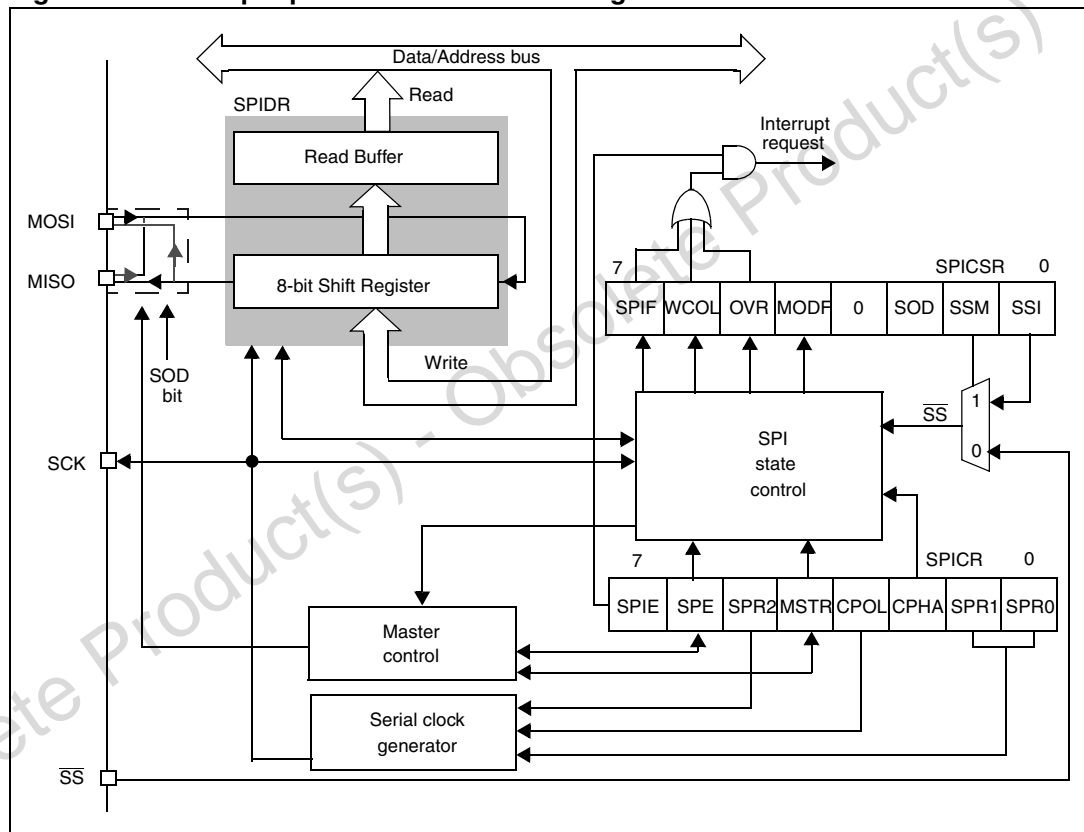 Data/Address bus
Read
SPIDR
Interrupt
request
Read Buffer
MOSI
MISO
8-bit Shift Register
7
SPICSR
0
SPIF
WCOL
OVR
MODF
0
SOD
SSM
SSI
Write
SOD
bit
1
SS
0
SPI
state
control
SCK
7
SPICR
0
SPIE
SPE
SPR2
MSTR
CPOL
CPHA
SPR1
SPR0
Master
control
Serial clock
generator
SS
ete Product(s) - Obsolete Product(s)